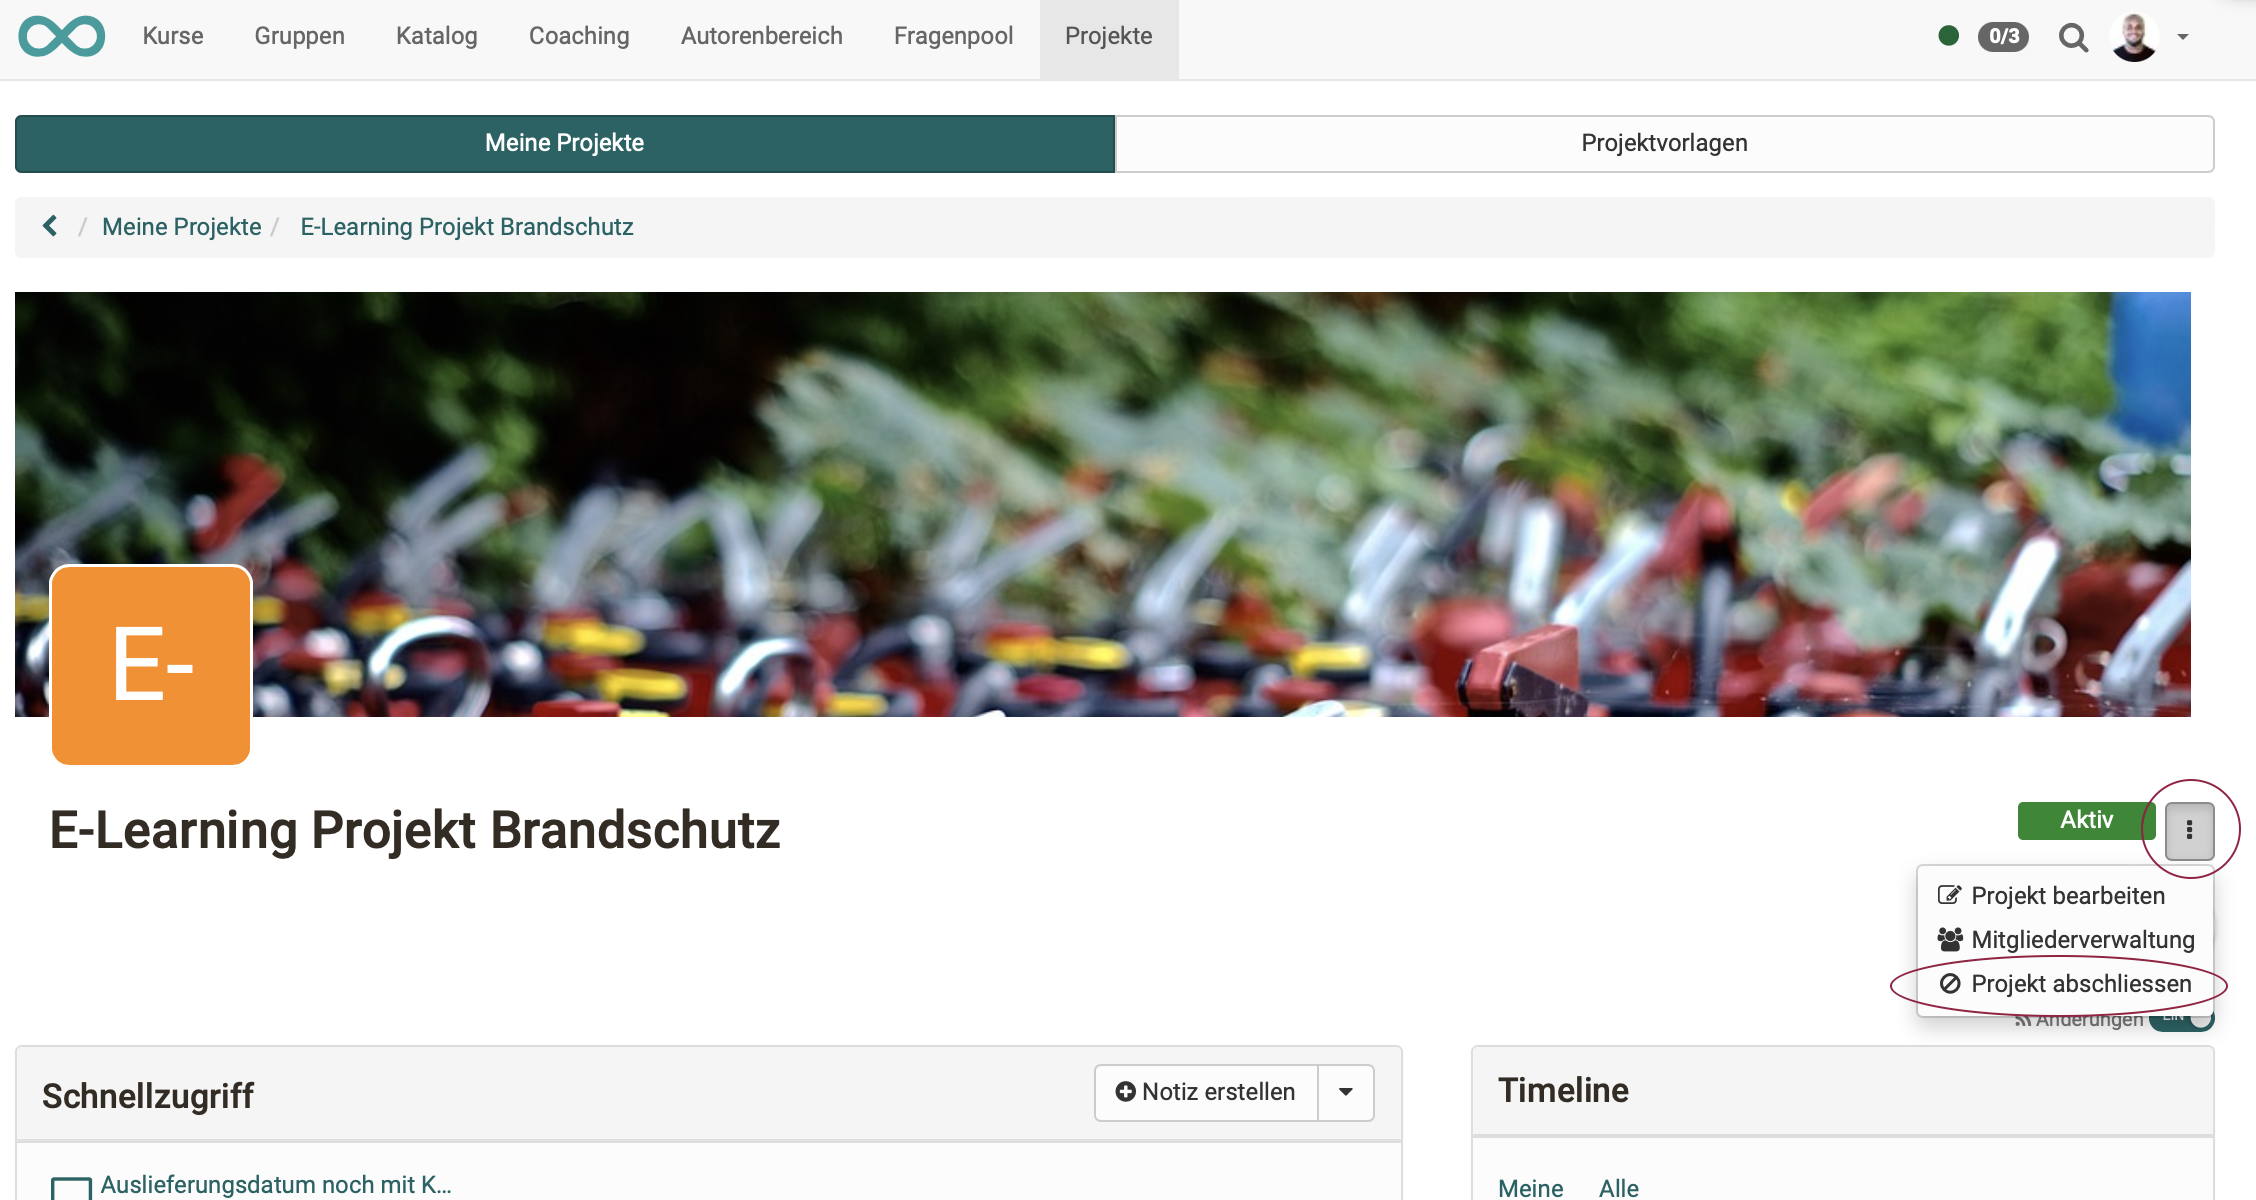 Kurse Gruppen Katalog Coaching Autorenbereich Fragenpool Projekte 0/3
Meine Projekte Projektvorlagen
/ Meine Projekte / E-Learning Projekt Brandschutz
E-
E-Learning Projekt Brandschutz
Aktiv
Projekt bearbeiten
Mitgliederverwaltung
Projekt abschliessen
Änderungen EIN
Schnellzugriff
Notiz erstellen
Timeline
Auslieferungsdatum noch mit K...
Meine Alle